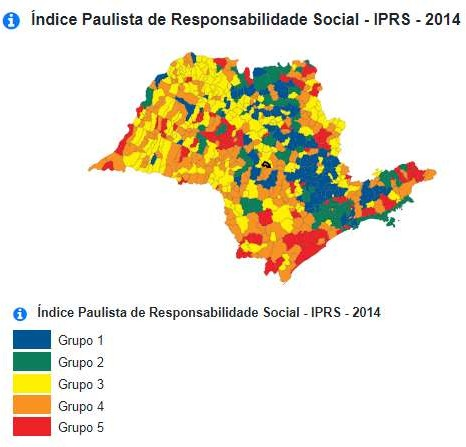 Índice Paulista de Responsabilidade Social - IPRS - 2014
Índice Paulista de Responsabilidade Social - IPRS - 2014
Grupo 1
Grupo 2
Grupo 3
Grupo 4
Grupo 5